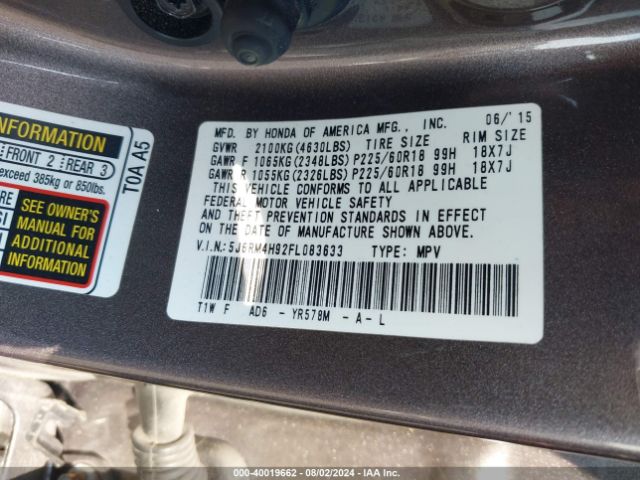 MFD. BY HONDA OF AMERICA MFG., INC. 06/'15
GVWR 2100KG(4630LBS) TIRE SIZE RIM SIZE
GAWR F 1065KG(2348LBS) P225/60R18 99H 18X7J
GAWR R 1055KG(2326LBS) P225/60R18 99H 18X7J
THIS VEHICLE CONFORMS TO ALL APPLICABLE
FEDERAL MOTOR VEHICLE SAFETY
AND THEFT PREVENTION STANDARDS IN EFFECT
ON THE DATE OF MANUFACTURE SHOWN ABOVE.
V.I.N.:5J6RM4H92FL083633 TYPE: MPV
T1W F AD6 - YR578M - A - L
INFORMATION
FRONT 2 REAR 3
exceed 385kg or 850lbs.
T0A A5
SEE OWNER'S
MANUAL FOR
ADDITIONAL
INFORMATION
000-40019662 - 08/02/2024 - IAA Inc.